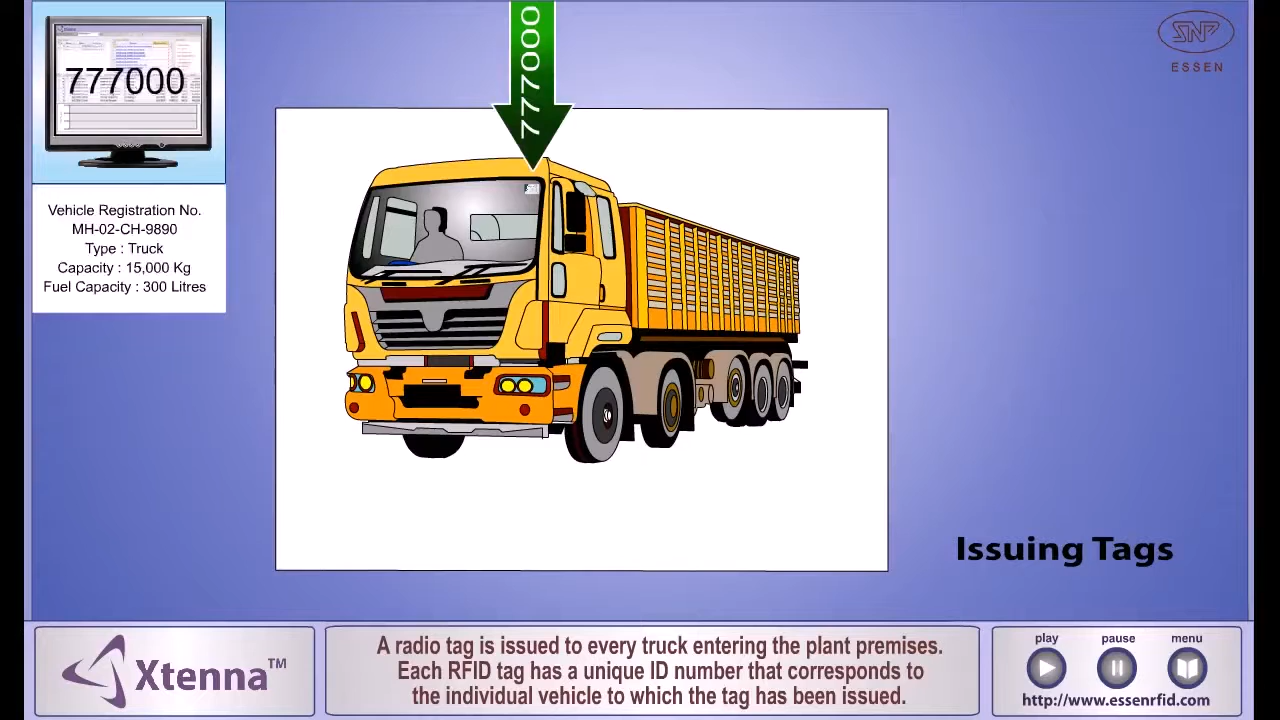 777000
777000
SNP
ESSEN
Vehicle Registration No.
MH-02-CH-9890
Type : Truck
Capacity : 15,000 Kg
Fuel Capacity : 300 Litres
Issuing Tags
Xtenna™
A radio tag is issued to every truck entering the plant premises.
Each RFID tag has a unique ID number that corresponds to
the individual vehicle to which the tag has been issued.
play pause menu
http://www.essenrfid.com